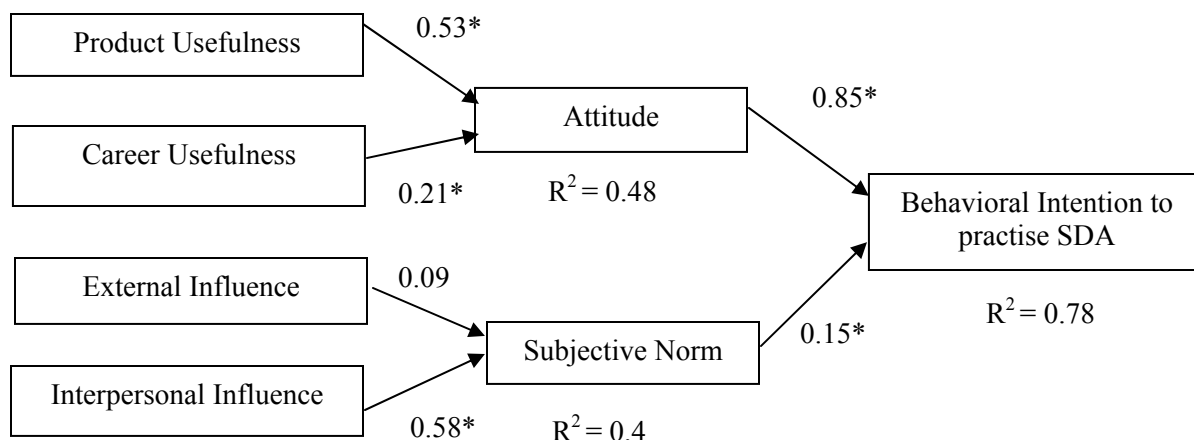 Product Usefulness
0.53*
Attitude
0.85*
Career Usefulness
0.21*
R² = 0.48
Behavioral Intention to
practise SDA
External Influence
0.09
R² = 0.78
Subjective Norm
0.15*
Interpersonal Influence
0.58*
R² = 0.4